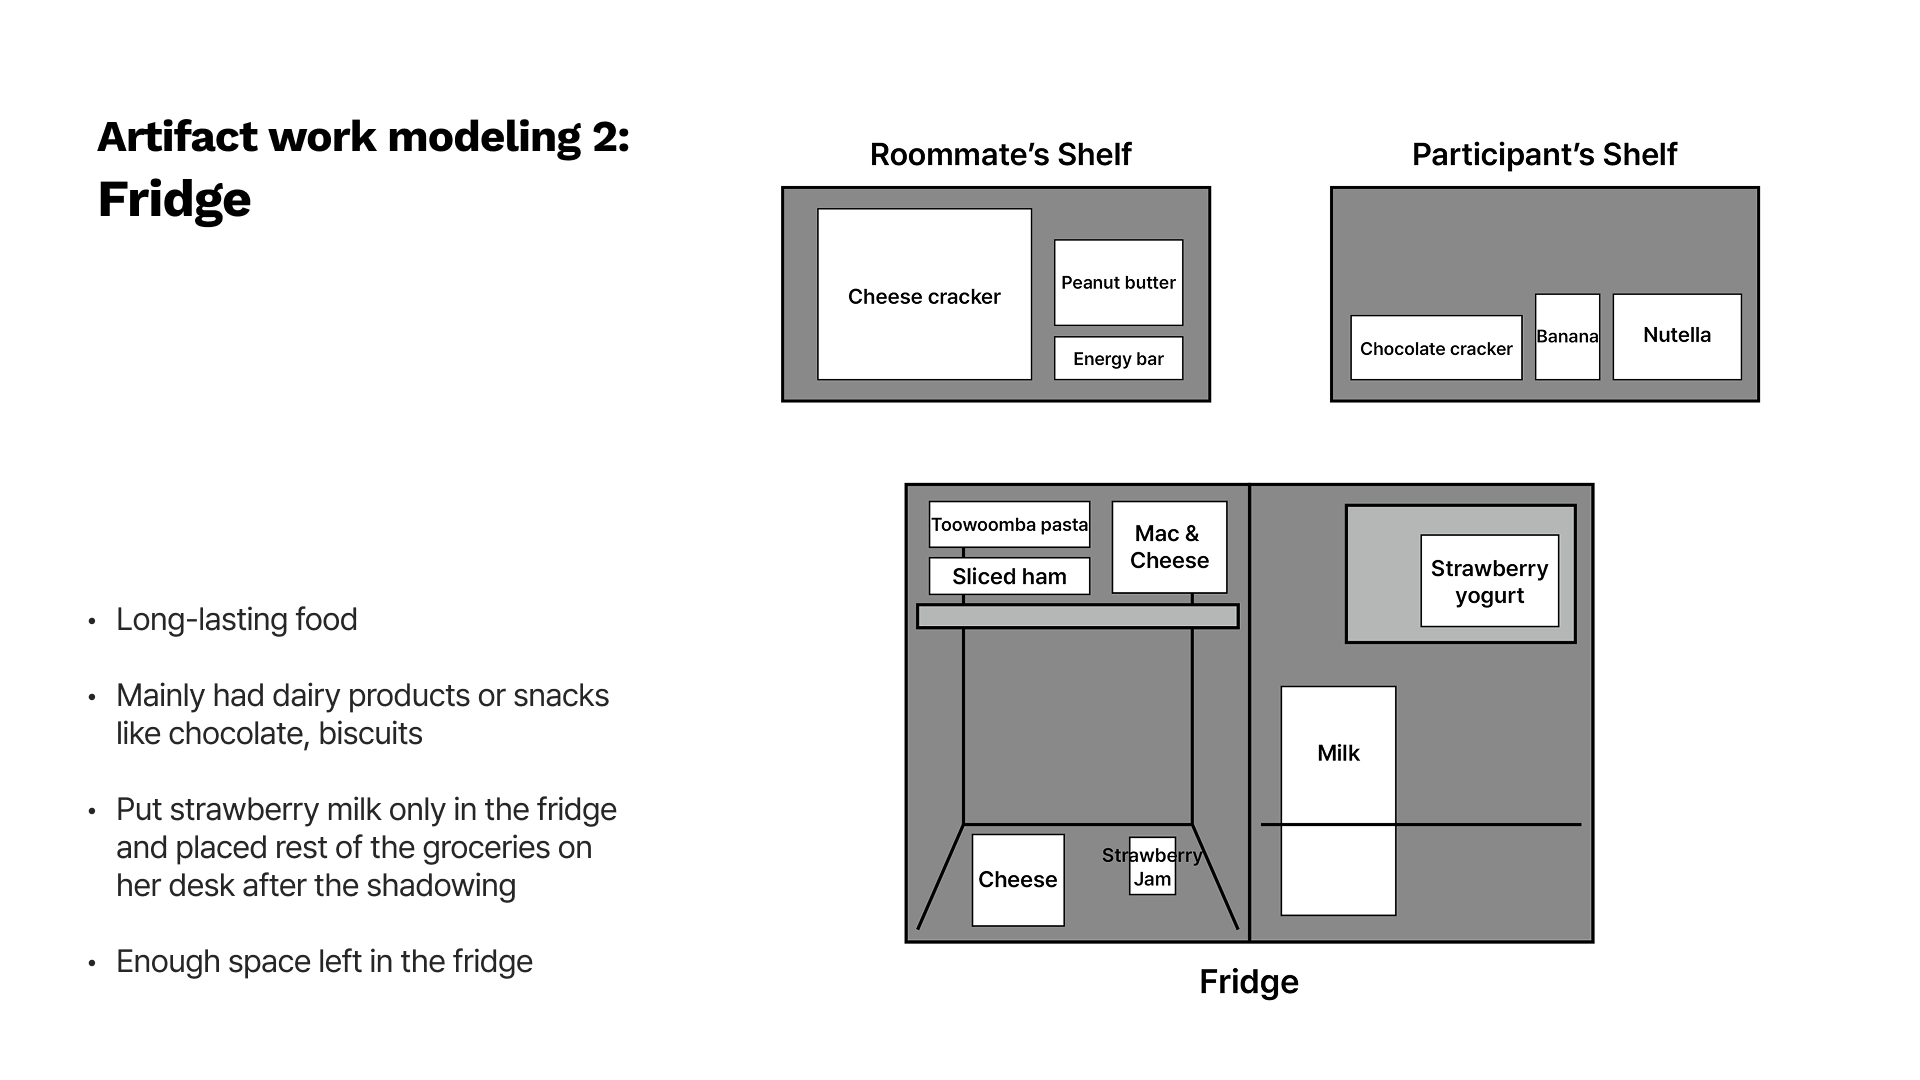 Artifact work modeling 2:
Fridge
• Long-lasting food
• Mainly had dairy products or snacks
like chocolate, biscuits
• Put strawberry milk only in the fridge
and placed rest of the groceries on
her desk after the shadowing
• Enough space left in the fridge
Roommate’s Shelf
Cheese cracker
Peanut butter
Energy bar
Participant’s Shelf
Chocolate cracker
Banana
Nutella
Toowoomba pasta
Sliced ham
Mac &
Cheese
Strawberry
yogurt
Milk
Cheese
Strawberry
Jam
Fridge